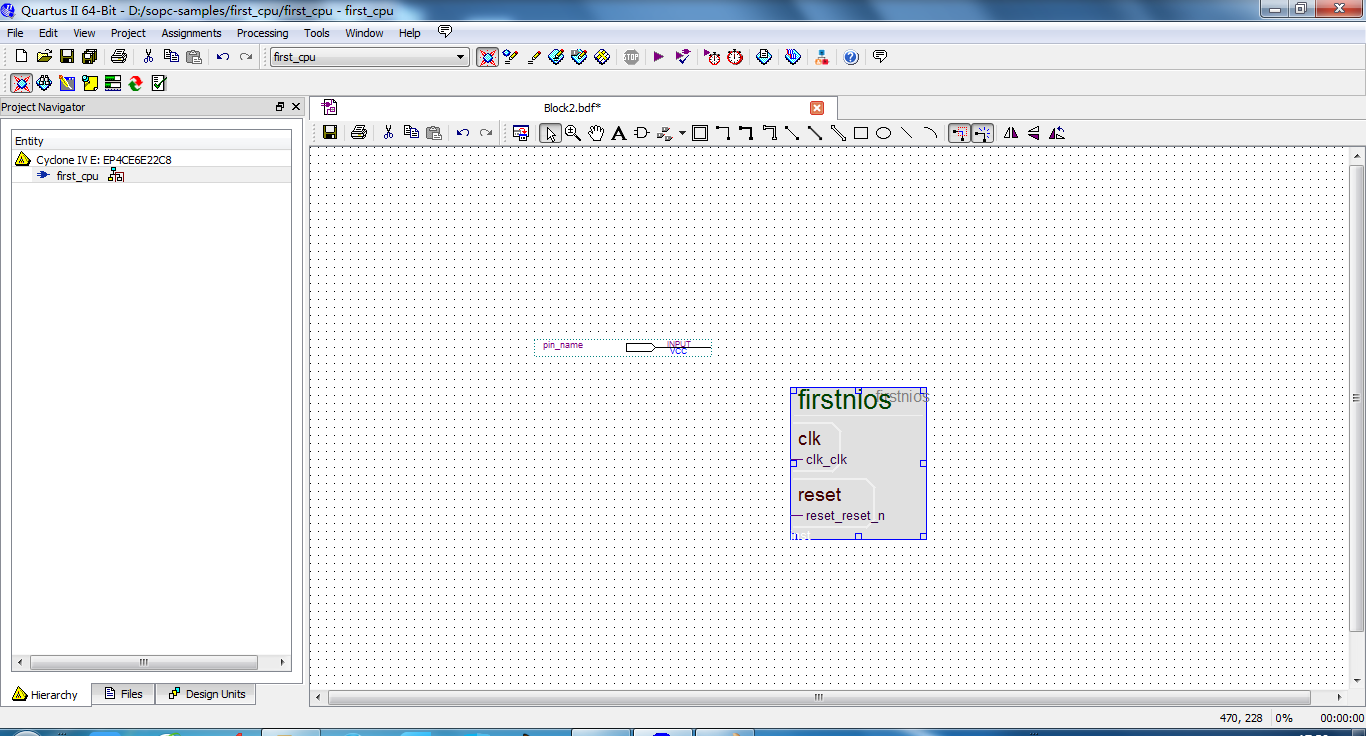 Quartus II 64-Bit - D:/sopc-samples/first_cpu/first_cpu - first_cpu
File Edit View Project Assignments Processing Tools Window Help
first_cpu
STOP
Project Navigator
Block2.bdf*
Entity
Cyclone IV E: EP4CE6E22C8
first_cpu
pin_name
INPUT
VCC
firstnios
firstnios
clk
clk_clk
reset
reset_reset_n
Hierarchy Files Design Units
470, 228 0% 00:00:00